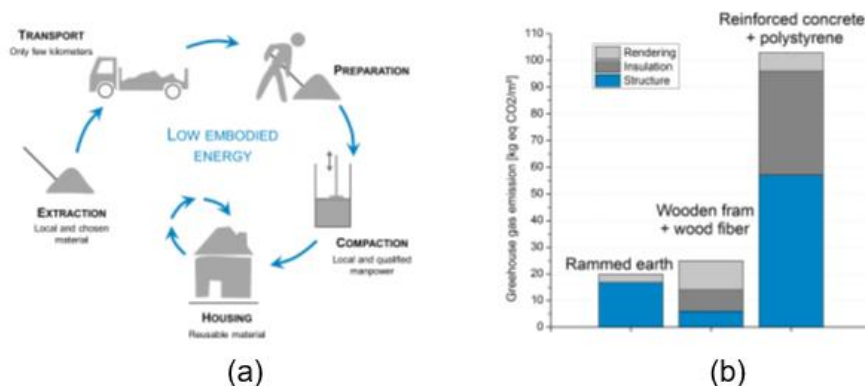 TRANSPORT
Only few kilometers
PREPARATION
LOW EMBODIED
ENERGY
EXTRACTION
Local and chosen
material
COMPACTION
Local and qualified
manpower
HOUSING
Reusable material
(a)
Reinforced concrete
+ polystyrene
Rendering
Insulation
Structure
Wooden fram
+ wood fiber
Rammed earth
Greehouse gas emission [kg eq CO2/m²]
110
100
90
80
70
60
50
40
30
20
10
0
(b)